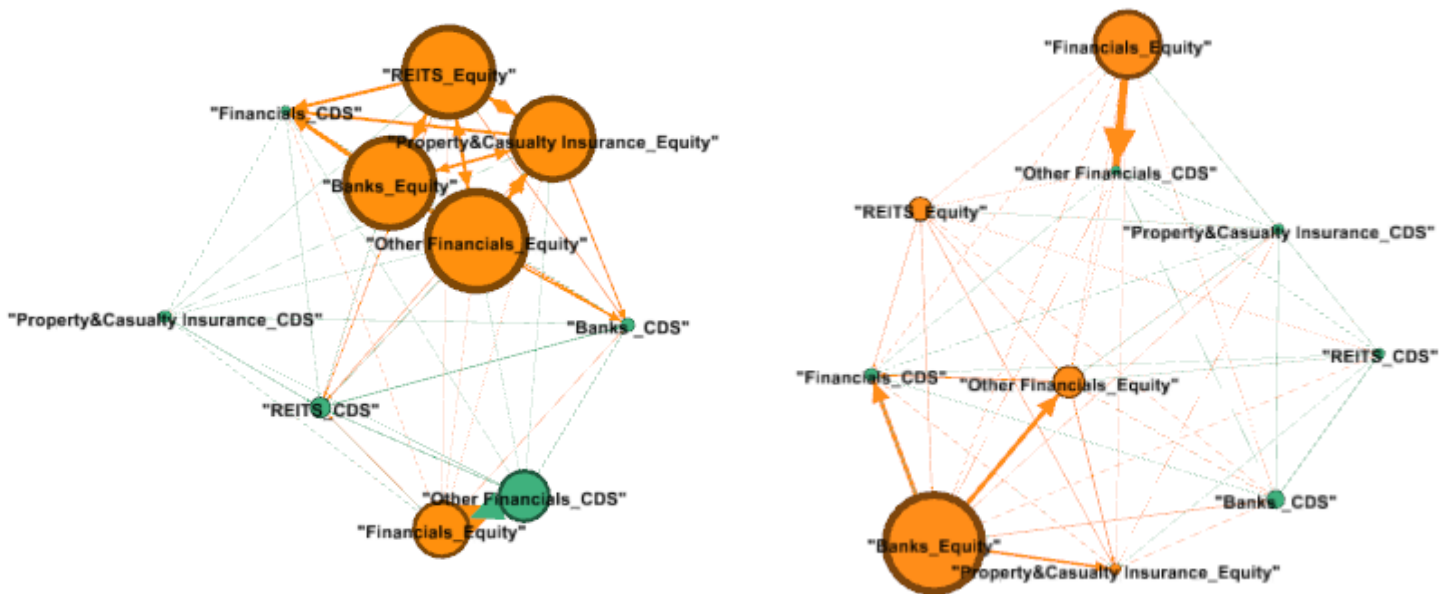 "REITS_Equity"
"Financials_CDS"
"Property&Casualty Insurance_Equity"
"Banks_Equity"
"Other Financials_Equity"
"Property&Casualty Insurance_CDS"
"Banks_CDS"
"REITS_CDS"
"Other Financials_CDS"
"Financials_Equity"
"Financials_Equity"
"Other Financials_CDS"
"REITS_Equity"
"Property&Casualty Insurance_CDS"
"REITS_CDS"
"Financials_CDS"
"Other Financials_Equity"
"Banks_CDS"
"Banks_Equity"
"Property&Casualty Insurance_Equity"